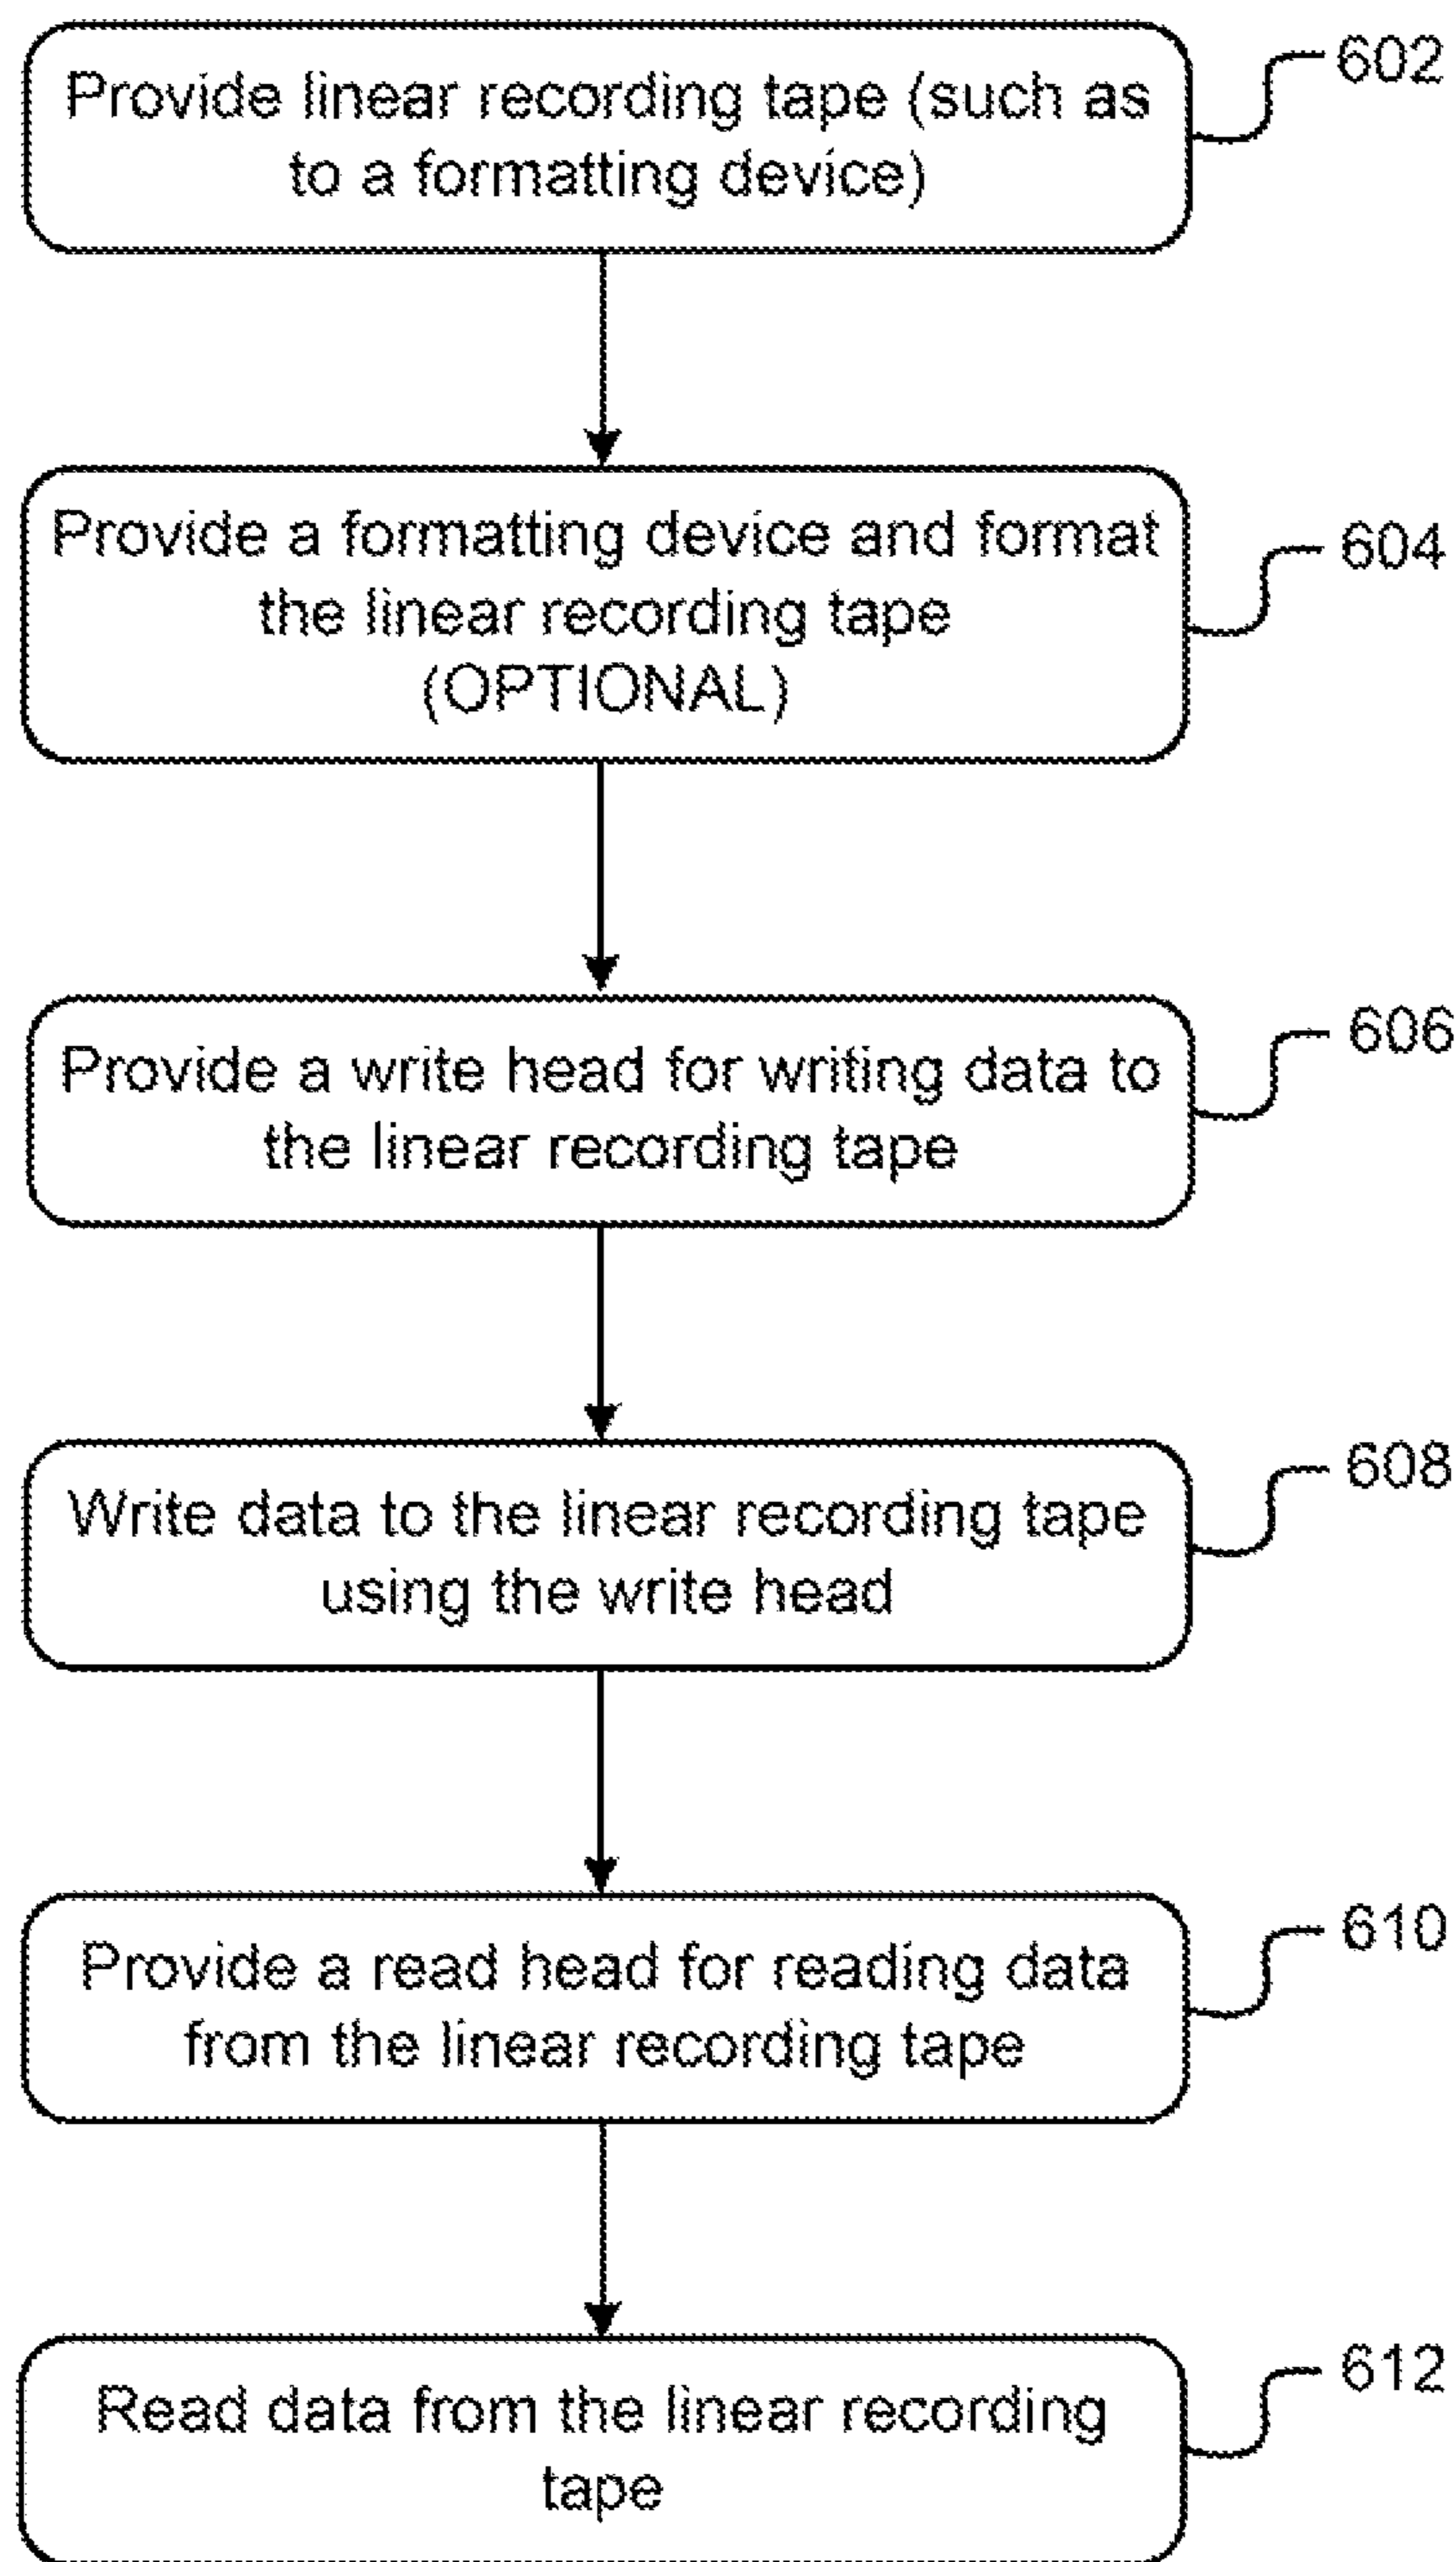 Provide linear recording tape (such as
to a formatting device)
602
Provide a formatting device and format
the linear recording tape
(OPTIONAL)
604
Provide a write head for writing data to
the linear recording tape
606
Write data to the linear recording tape
using the write head
608
Provide a read head for reading data
from the linear recording tape
610
Read data from the linear recording
tape
612